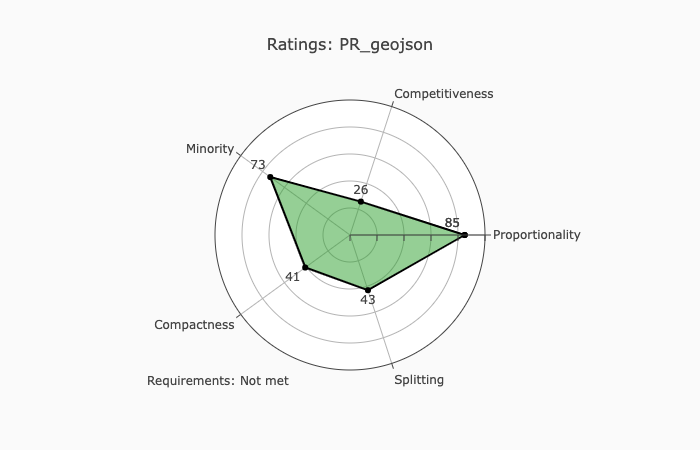 Ratings: PR_geojson
Competitiveness
Minority
73
26
85
Proportionality
41
43
Compactness
Requirements: Not met
Splitting